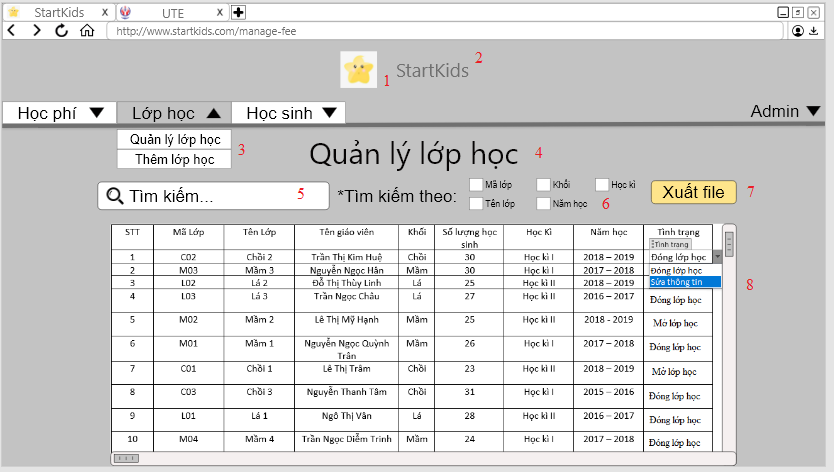 StartKids X UTE X
http://www.startkids.com/manage-fee
1 StartKids 2
Học phí Lớp học Học sinh Admin
Quản lý lớp học
Thêm lớp học
3
Quản lý lớp học 4
Tìm kiếm... 5
*Tìm kiếm theo:
Mã lớp Khối Học kì
Tên lớp Năm học 6
Xuất file 7
STT Mã Lớp Tên Lớp Tên giáo viên Khối Số lượng học sinh Học Kì Năm học Tình trạng
Tình trạng
1 C02 Chồi 2 Trần Thị Kim Huệ Chồi 30 Học kì I 2018 – 2019 Đóng lớp học
2 M03 Mầm 3 Nguyễn Ngọc Hân Mầm 30 Học kì I 2017 – 2018 Đóng lớp học
3 L02 Lá 2 Đỗ Thị Thùy Linh Lá 25 Học kì II 2018 – 2019 Sửa thông tin
8
4 L03 Lá 3 Trần Ngọc Châu Lá 27 Học kì II 2016 – 2017 Đóng lớp học
5 M02 Mầm 2 Lê Thị Mỹ Hạnh Mầm 25 Học kì II 2018 - 2019 Mở lớp học
6 M01 Mầm 1 Nguyễn Ngọc Quỳnh Trân Mầm 26 Học kì I 2017 – 2018 Đóng lớp học
7 C01 Chồi 1 Lê Thị Trâm Chồi 23 Học kì II 2018 – 2019 Mở lớp học
8 C03 Chồi 3 Nguyễn Thanh Tâm Chồi 31 Học kì I 2015 – 2016 Đóng lớp học
9 L01 Lá 1 Ngô Thị Vân Lá 28 Học kì II 2016 – 2017 Đóng lớp học
10 M04 Mầm 4 Trần Ngọc Diễm Trinh Mầm 24 Học kì I 2017 – 2018 Đóng lớp học